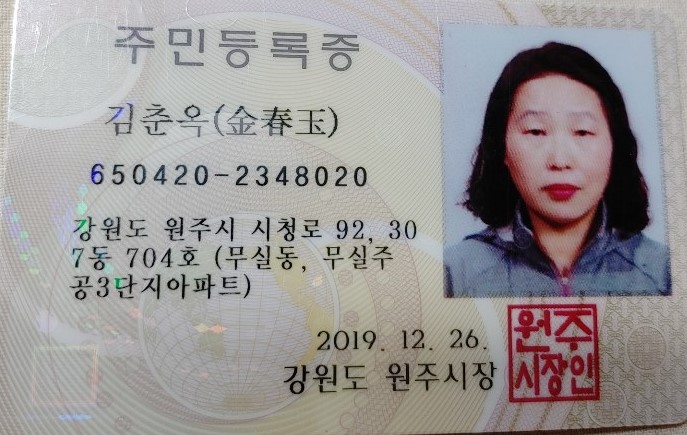 주민등록증
김춘옥(金春玉)
650420-2348020
강원도 원주시 시청로 92, 30
7동 704호 (무실동, 무실주
공3단지아파트)
2019. 12. 26.
강원도 원주시장
원주
시장인